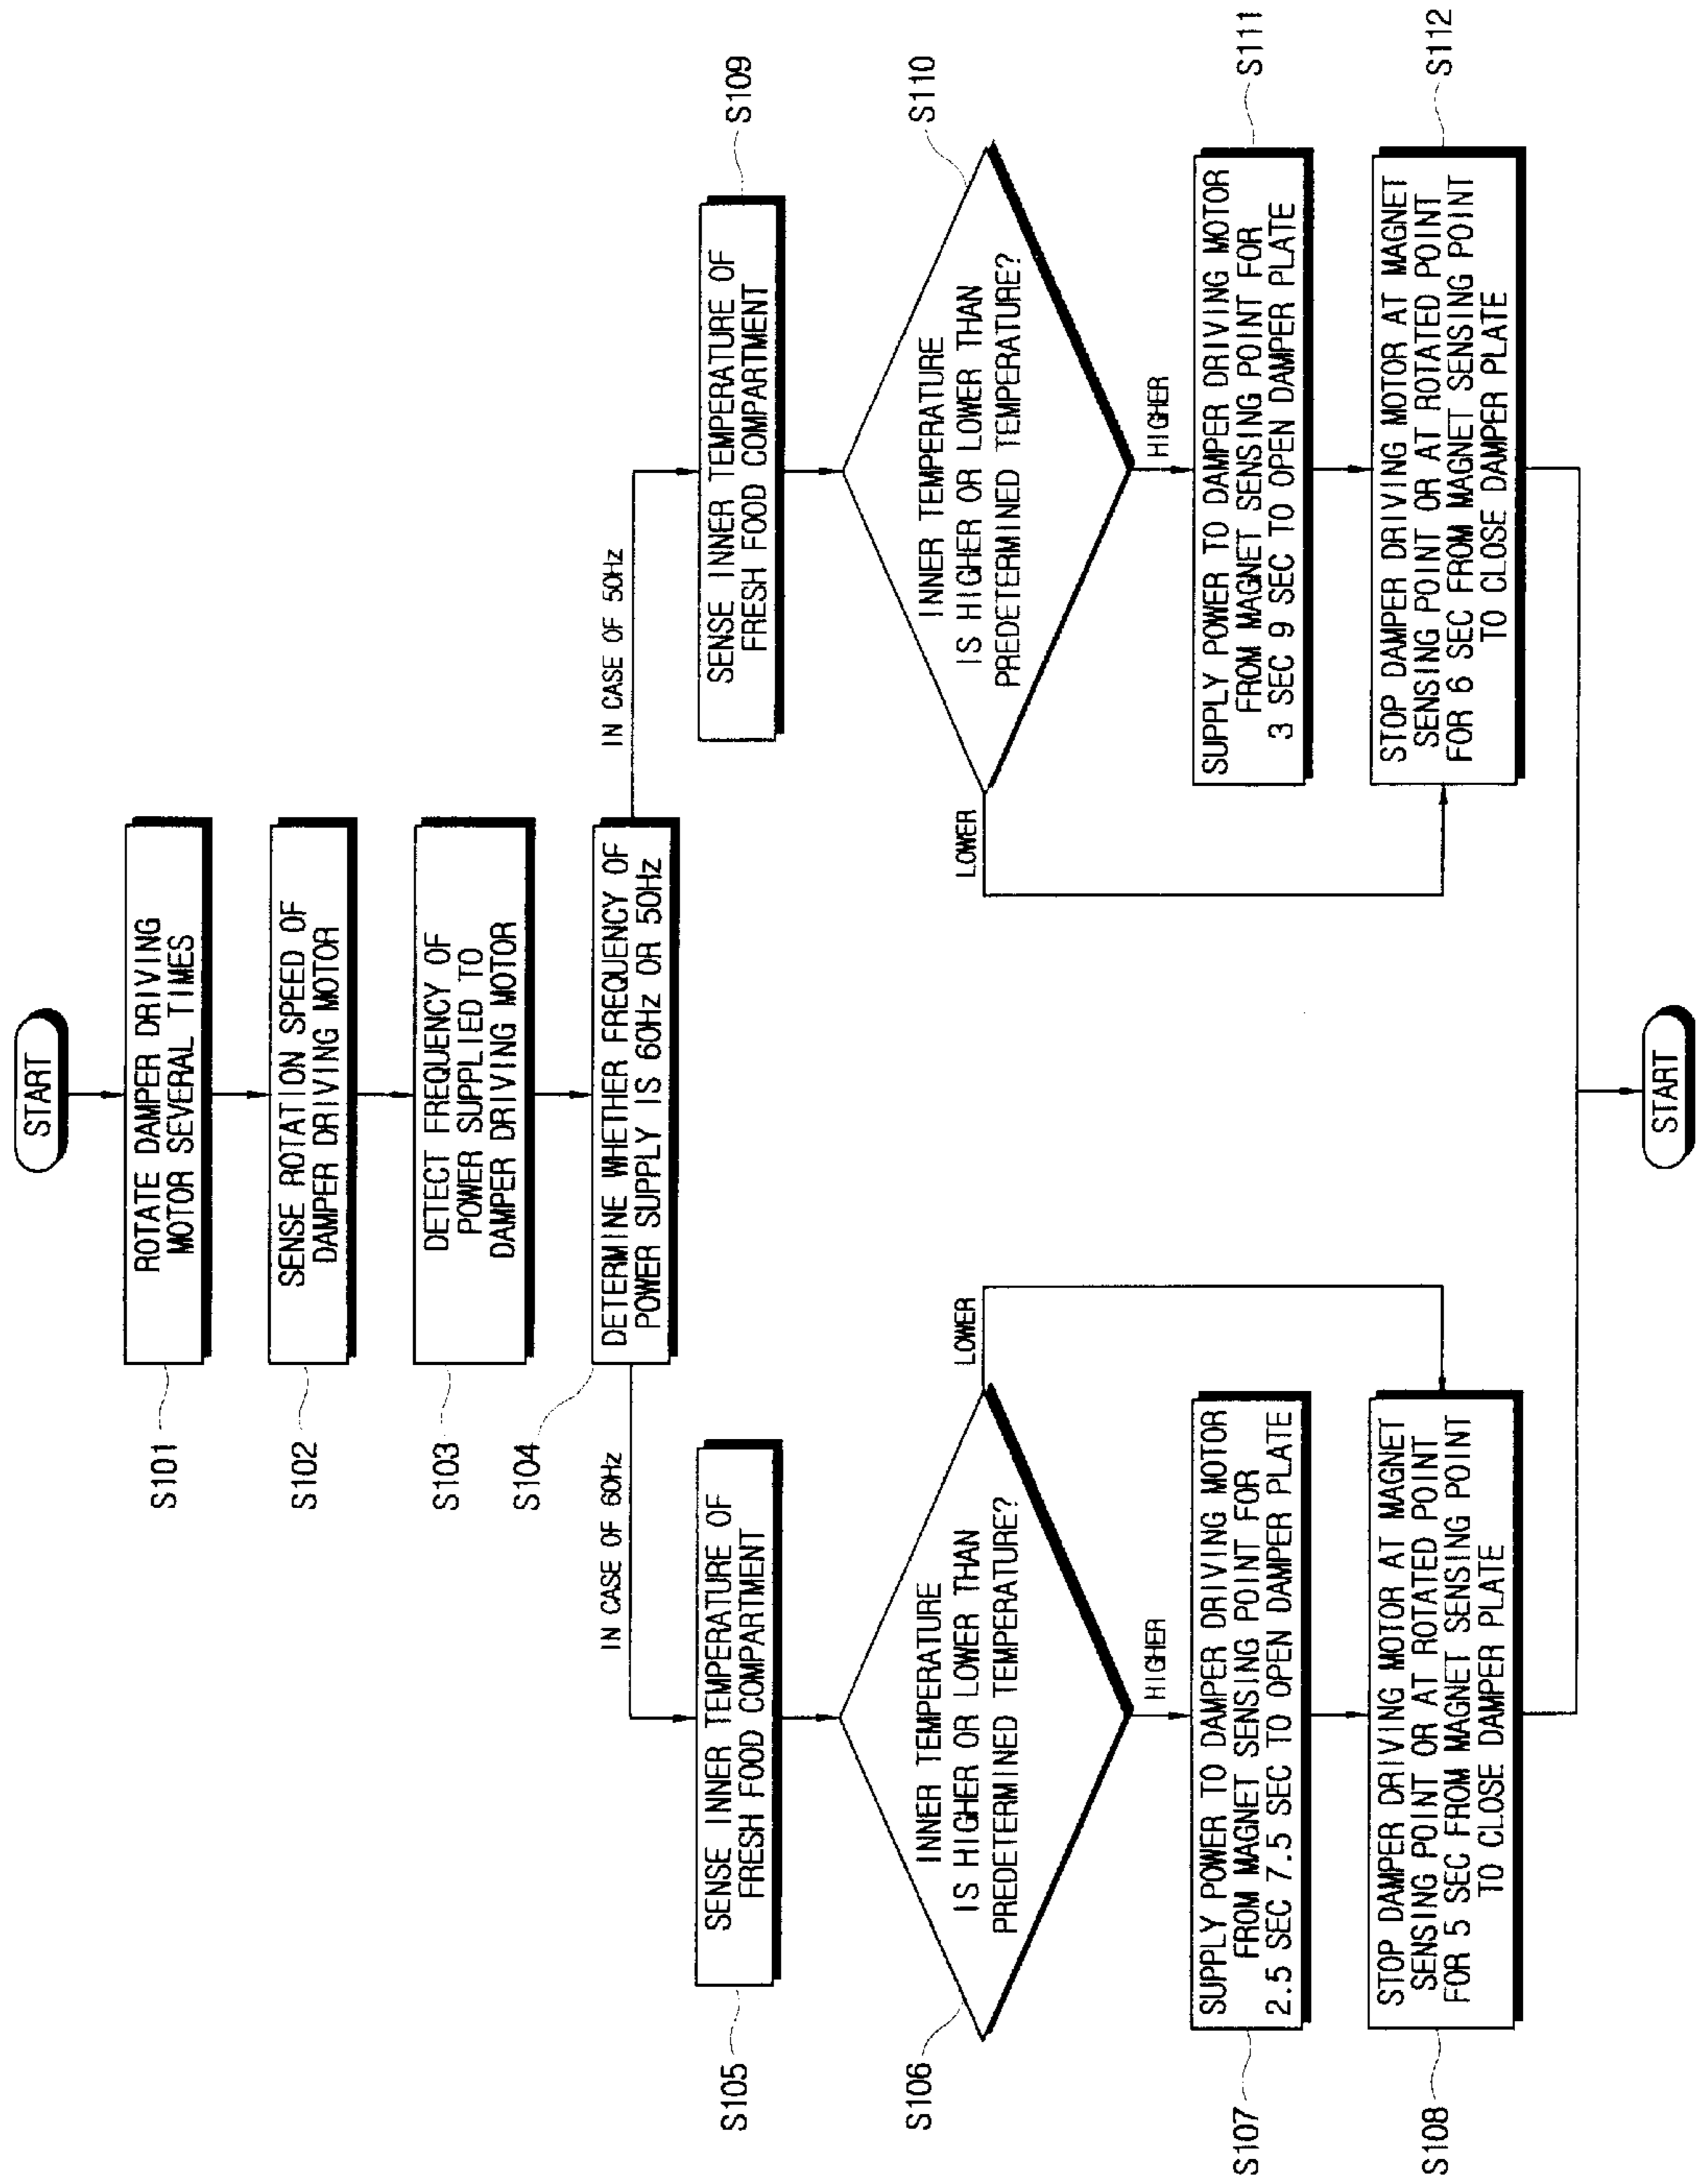 START
ROTATE DAMPER DRIVING
MOTOR SEVERAL TIMES
S101
SENSE ROTATION SPEED OF
DAMPER DRIVING MOTOR
S102
DETECT FREQUENCY OF
POWER SUPPLIED TO
DAMPER DRIVING MOTOR
S103
DETERMINE WHETHER FREQUENCY OF
POWER SUPPLY IS 60Hz OR 50Hz
S104
IN CASE OF 60Hz
SENSE INNER TEMPERATURE OF
FRESH FOOD COMPARTMENT
S105
INNER TEMPERATURE
IS HIGHER OR LOWER THAN
PREDETERMINED TEMPERATURE?
S106
LOWER
HIGHER
SUPPLY POWER TO DAMPER DRIVING MOTOR
FROM MAGNET SENSING POINT FOR
2.5 SEC 7.5 SEC TO OPEN DAMPER PLATE
S107
STOP DAMPER DRIVING MOTOR AT MAGNET
SENSING POINT OR AT ROTATED POINT
FOR 5 SEC FROM MAGNET SENSING POINT
TO CLOSE DAMPER PLATE
S108
IN CASE OF 50Hz
SENSE INNER TEMPERATURE OF
FRESH FOOD COMPARTMENT
S109
INNER TEMPERATURE
IS HIGHER OR LOWER THAN
PREDETERMINED TEMPERATURE?
S110
LOWER
HIGHER
SUPPLY POWER TO DAMPER DRIVING MOTOR
FROM MAGNET SENSING POINT FOR
3 SEC 9 SEC TO OPEN DAMPER PLATE
S111
STOP DAMPER DRIVING MOTOR AT MAGNET
SENSING POINT OR AT ROTATED POINT
FOR 6 SEC FROM MAGNET SENSING POINT
TO CLOSE DAMPER PLATE
S112
START